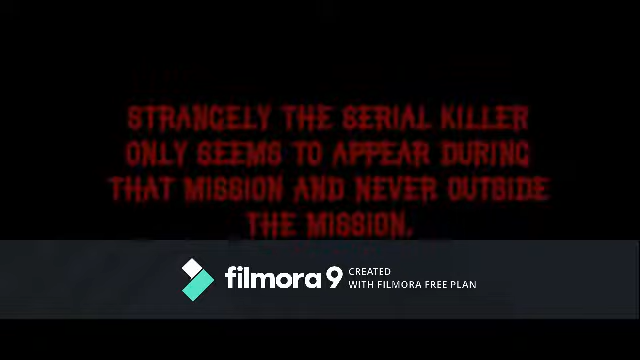 STRANGELY THE SERIAL KILLER
ONLY SEEMS TO APPEAR DURING
THAT MISSION AND NEVER OUTSIDE
THE MISSION.
filmora 9 CREATED
WITH FILMORA FREE PLAN